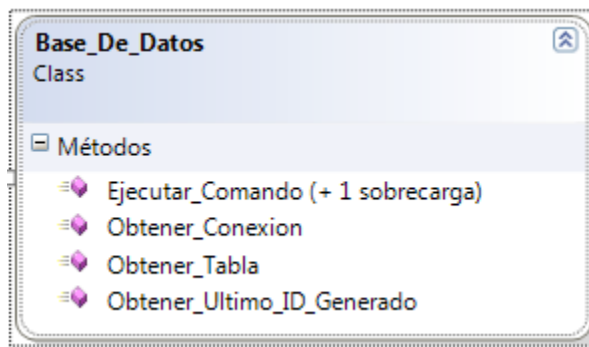 Base_De_Datos
Class
Métodos
Ejecutar_Comando (+ 1 sobrecarga)
Obtener_Conexion
Obtener_Tabla
Obtener_Ultimo_ID_Generado